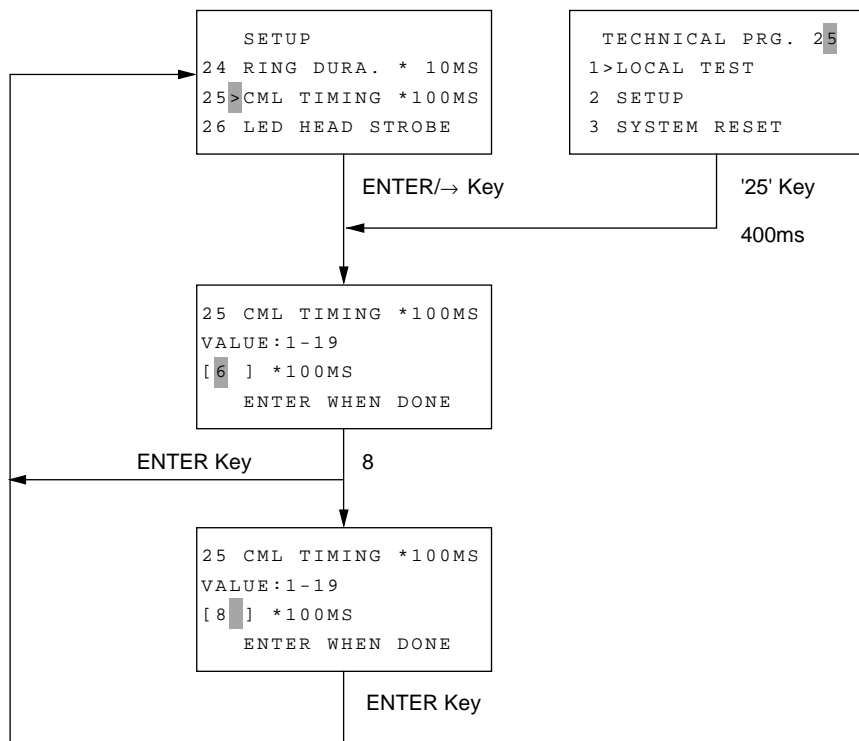 SETUP
24 RING DURA. * 10MS
25>CML TIMING *100MS
26 LED HEAD STROBE
TECHNICAL PRG. 25
1>LOCAL TEST
2 SETUP
3 SYSTEM RESET
ENTER/→ Key
'25' Key
400ms
25 CML TIMING *100MS
VALUE:1-19
[6 ] *100MS
ENTER WHEN DONE
ENTER Key
8
25 CML TIMING *100MS
VALUE:1-19
[8 ] *100MS
ENTER WHEN DONE
ENTER Key